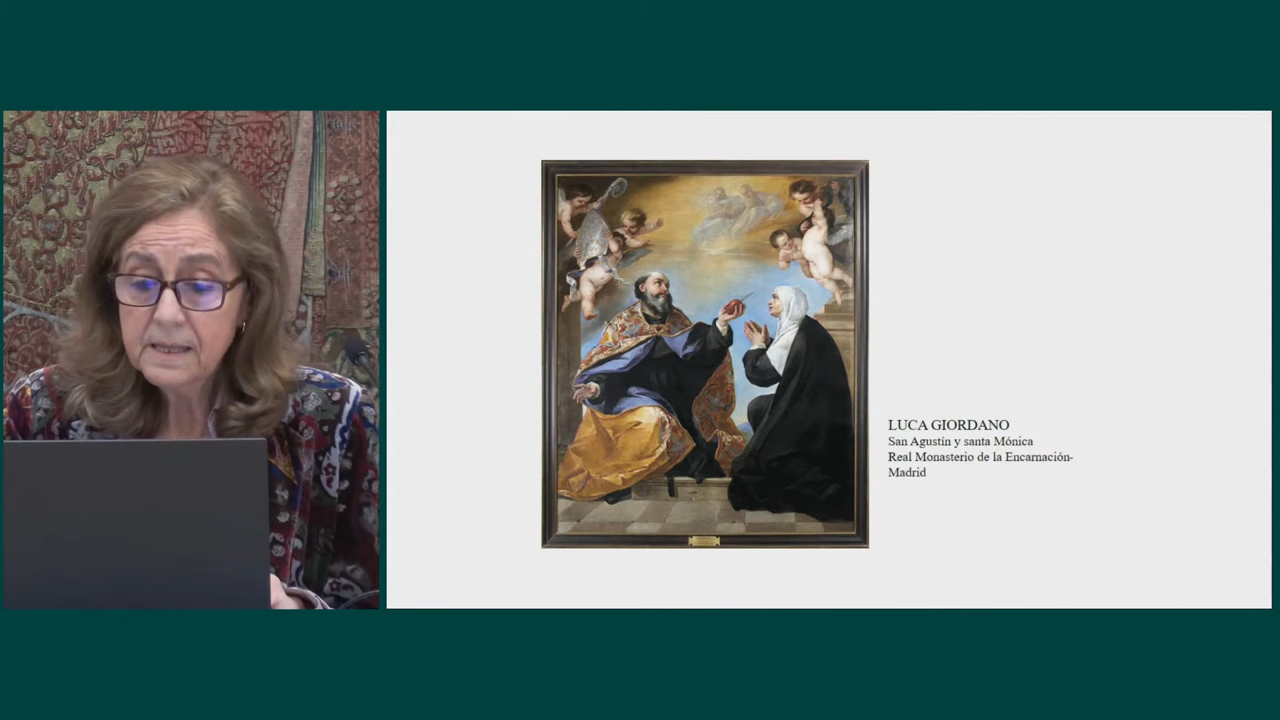 LUCA GIORDANO
San Agustín y santa Mónica
Real Monasterio de la Encarnación-
Madrid